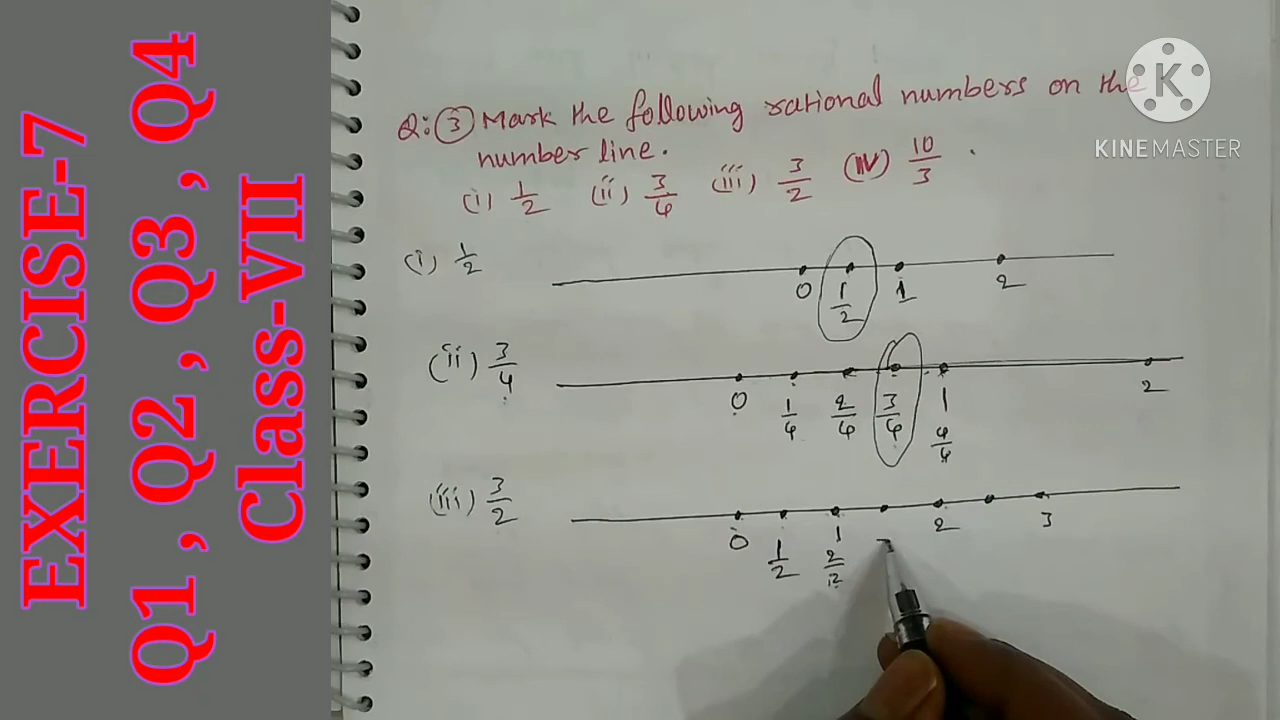 EXERCISE-7
Q1 , Q2 , Q3 , Q4
Class-VII
KINEMASTER
Q:③ Mark the following rational numbers on the
number line.
(i) 1/2 (ii) 3/4 (iii) 3/2 (IV) 10/3 .
(i) 1/2
0 1/2 1 2
(ii) 3/4
0 1/4 2/4 3/4 1 2
4/4
(iii) 3/2
0 1/2 1 2 3
2/2